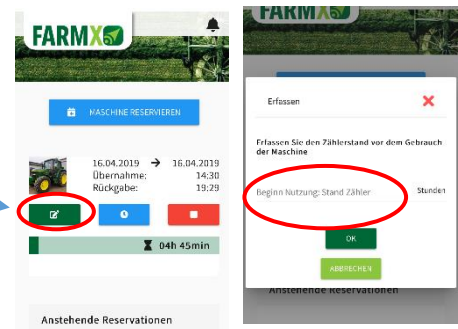 FARMX
MASCHINE RESERVIEREN
16.04.2019 → 16.04.2019
Übernahme: 14:30
Rückgabe: 19:29
04h 45min
Anstehende Reservationen
FARMX
Erfassen
Erfassen Sie den Zählerstand vor dem Gebrauch
der Maschine
Beginn Nutzung: Stand Zähler Stunden
OK
ABBRECHEN
Anstehende Reservationen